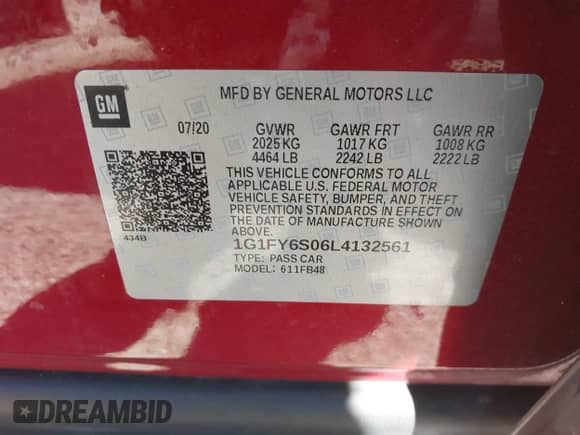 GM
MFD BY GENERAL MOTORS LLC
07/20 GVWR GAWR FRT GAWR RR
2025 KG 1017 KG 1008 KG
4464 LB 2242 LB 2222 LB
THIS VEHICLE CONFORMS TO ALL
APPLICABLE U.S. FEDERAL MOTOR
VEHICLE SAFETY, BUMPER, AND THEFT
PREVENTION STANDARDS IN EFFECT ON
THE DATE OF MANUFACTURE SHOWN
ABOVE.
434B
1G1FY6S06L4132561
TYPE: PASS CAR
MODEL: 611FB48
DREAMBID